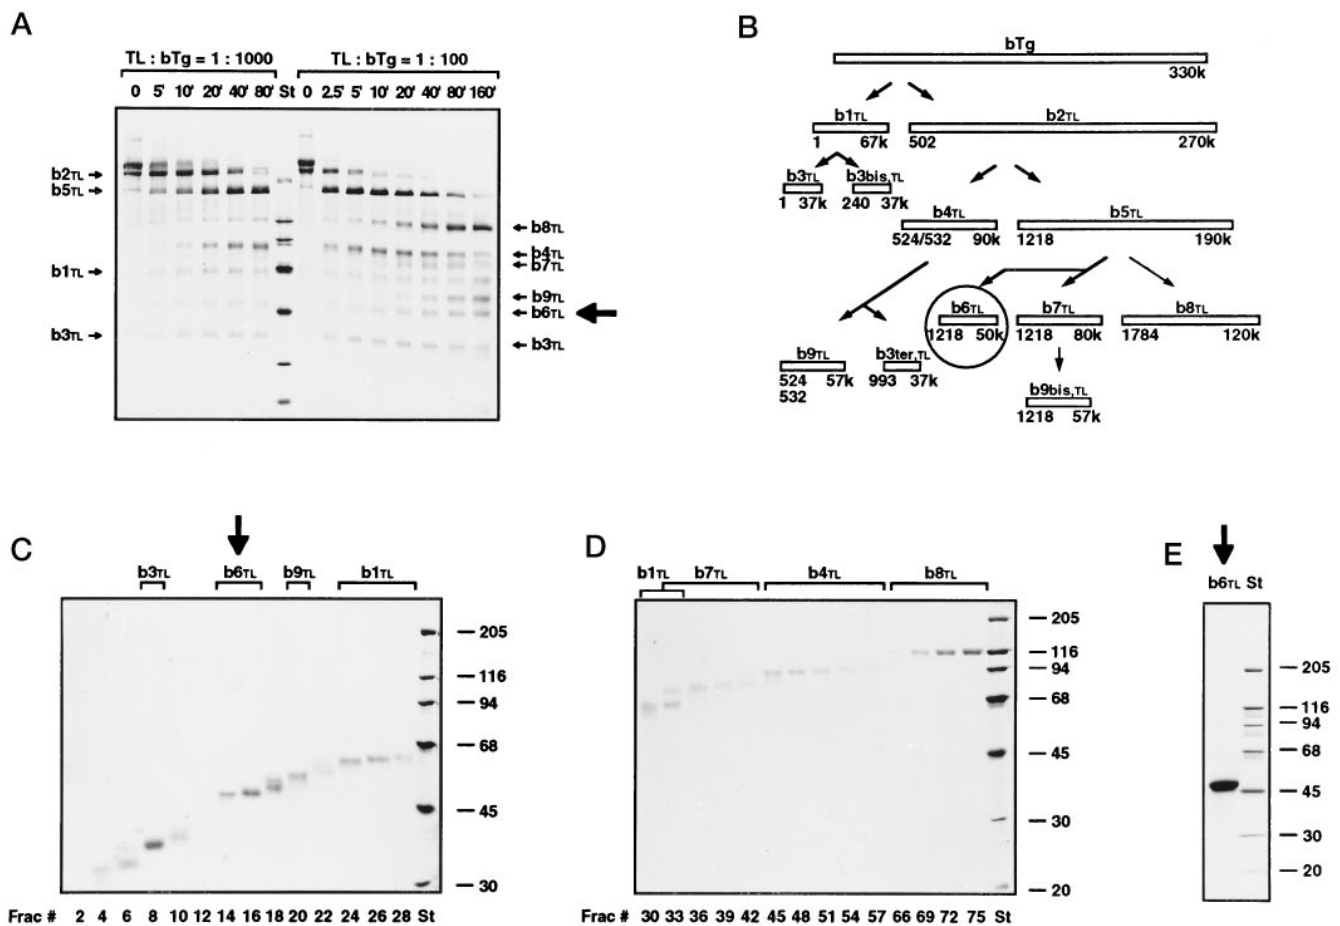 A
TL : bTg = 1 : 1000
TL : bTg = 1 : 100
0 5' 10' 20' 40' 80' St 0 2.5' 5' 10' 20' 40' 80' 160'
b2TL
b5TL
b1TL
b3TL
b8TL
b4TL
b7TL
b9TL
b6TL
b3TL
B
bTg
330k
b1TL
1 67k
b2TL
502 270k
b3TL
1 37k
b3bis,TL
240 37k
b4TL
524/532 90k
b5TL
1218 190k
b6TL
1218 50k
b7TL
1218 80k
b8TL
1784 120k
b9TL
524 57k
532
b3ter,TL
993 37k
b9bis,TL
1218 57k
C
b3TL b6TL b9TL b1TL
205
116
94
68
45
30
Frac # 2 4 6 8 10 12 14 16 18 20 22 24 26 28 St
D
b1TL b7TL b4TL b8TL
205
116
94
68
45
30
20
Frac # 30 33 36 39 42 45 48 51 54 57 66 69 72 75 St
E
b6TL St
205
116
94
68
45
30
20